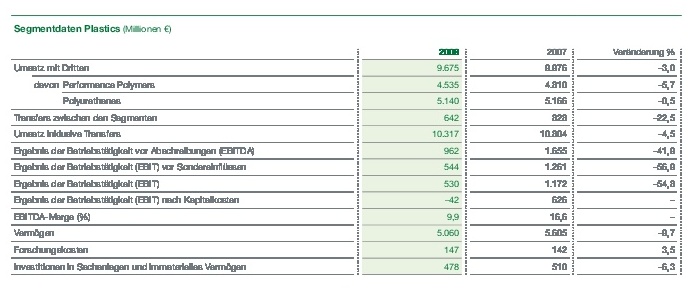 Segmentdaten Plastics (Millionen €)
2008 2007 Veränderung %
Umsatz mit Dritten 9.675 9.976 –3,0
davon Performance Polymers 4.535 4.810 –5,7
Polyurethanes 5.140 5.166 –0,5
Transfers zwischen den Segmenten 642 828 –22,5
Umsatz inklusive Transfers 10.317 10.804 –4,5
Ergebnis der Betriebstätigkeit vor Abschreibungen (EBITDA) 962 1.655 –41,9
Ergebnis der Betriebstätigkeit (EBIT) vor Sondereinflüssen 544 1.261 –56,9
Ergebnis der Betriebstätigkeit (EBIT) 530 1.172 –54,8
Ergebnis der Betriebstätigkeit (EBIT) nach Kapitalkosten –42 626 –
EBITDA-Marge (%) 9,9 16,6 –
Vermögen 5.060 5.605 –9,7
Forschungskosten 147 142 3,5
Investitionen in Sachanlagen und immaterielles Vermögen 478 510 –6,3